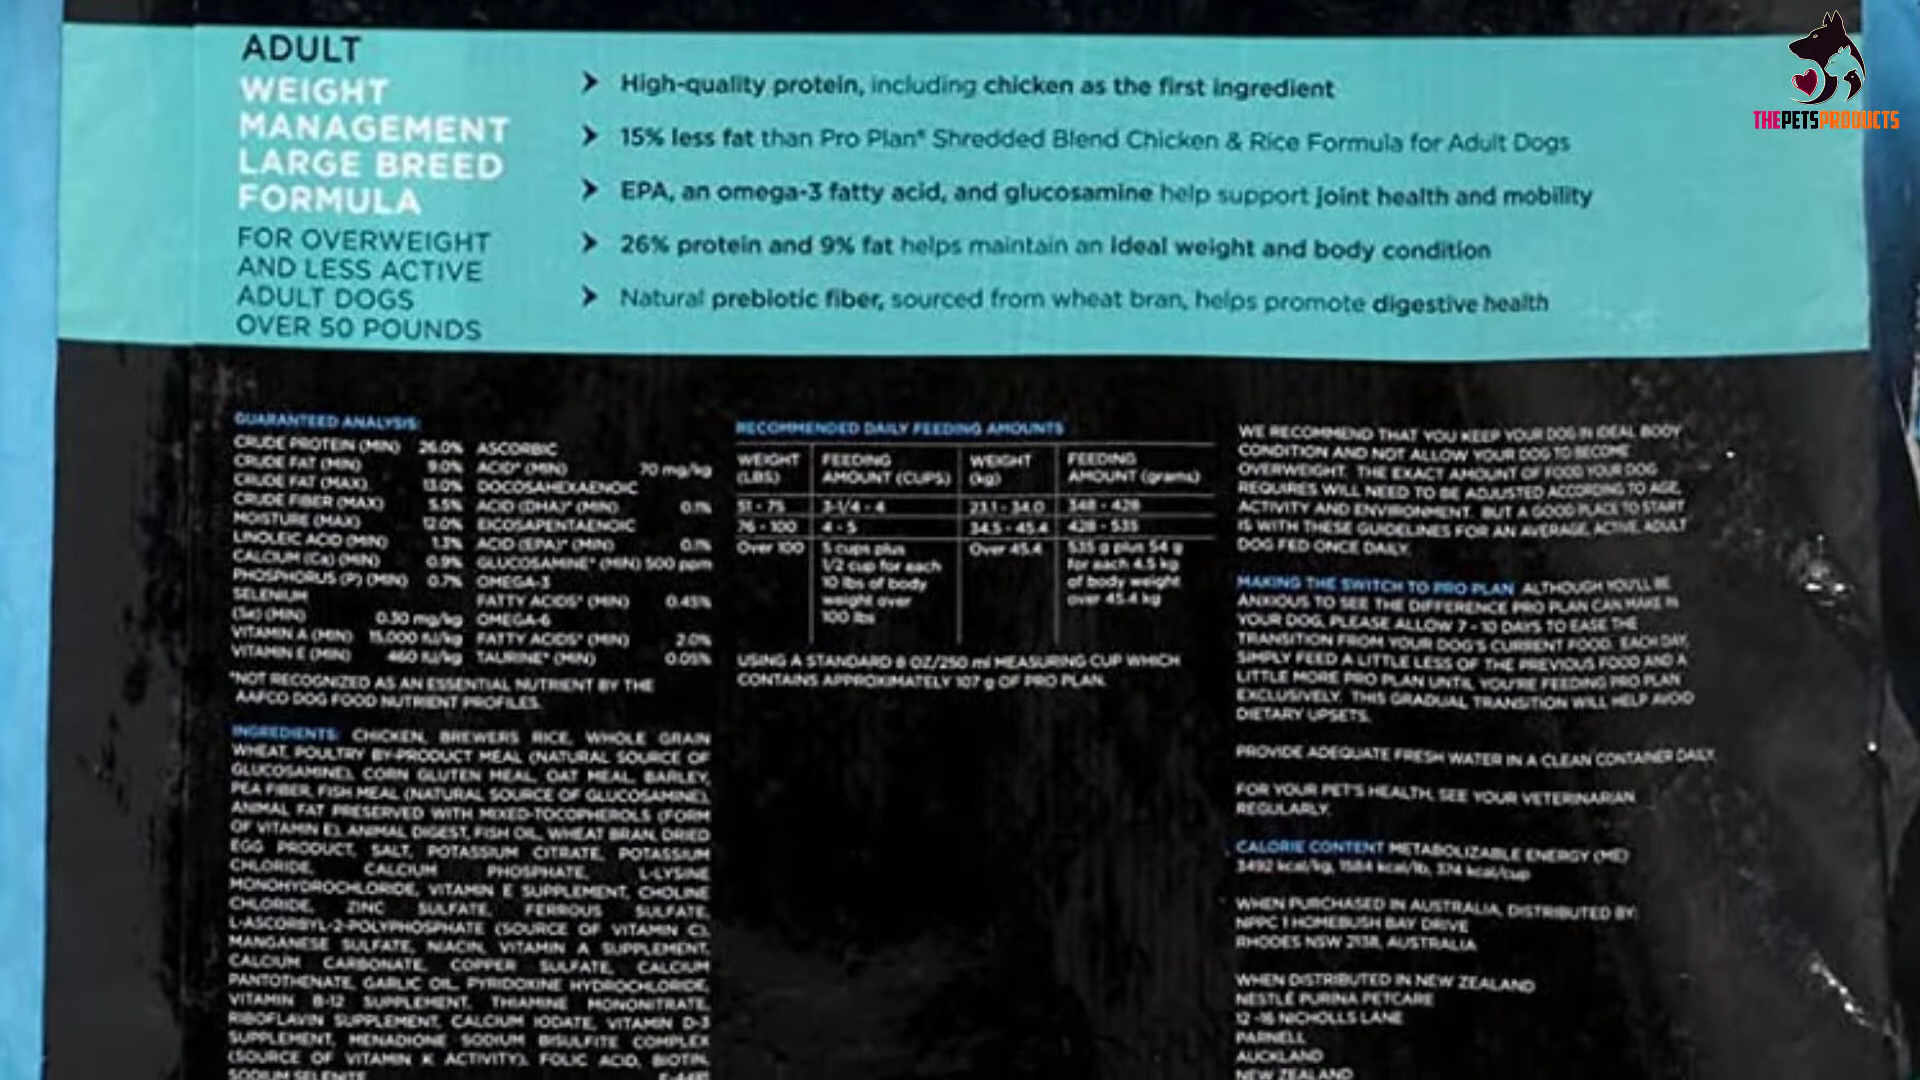 ADULT
WEIGHT
MANAGEMENT
LARGE BREED
FORMULA
FOR OVERWEIGHT
AND LESS ACTIVE
ADULT DOGS
OVER 50 POUNDS
High-quality protein, including chicken as the first ingredient
15% less fat than Pro Plan® Shredded Blend Chicken & Rice Formula for Adult Dogs
EPA, an omega-3 fatty acid, and glucosamine help support joint health and mobility
26% protein and 9% fat helps maintain an ideal weight and body condition
Natural prebiotic fiber, sourced from wheat bran, helps promote digestive health
THEPETSPRODUCTS
GUARANTEED ANALYSIS:
CRUDE PROTEIN (MIN) 26.0%
CRUDE FAT (MIN) 9.0%
CRUDE FAT (MAX) 13.0%
CRUDE FIBER (MAX) 5.5%
MOISTURE (MAX) 12.0%
LINOLEIC ACID (MIN) 1.3%
CALCIUM (Ca) (MIN) 0.9%
PHOSPHORUS (P) (MIN) 0.7%
SELENIUM
(Se) (MIN) 0.30 mg/kg
VITAMIN A (MIN) 15,000 IU/kg
VITAMIN E (MIN) 460 IU/kg
ASCORBIC
ACID* (MIN) 70 mg/kg
DOCOSAHEXAENOIC
ACID (DHA)* (MIN) 0.1%
EICOSAPENTAENOIC
ACID (EPA)* (MIN) 0.1%
GLUCOSAMINE* (MIN) 500 ppm
OMEGA-3
FATTY ACIDS* (MIN) 0.45%
OMEGA-6
FATTY ACIDS* (MIN) 2.0%
TAURINE* (MIN) 0.05%
*NOT RECOGNIZED AS AN ESSENTIAL NUTRIENT BY THE
AAFCO DOG FOOD NUTRIENT PROFILES.
INGREDIENTS: CHICKEN, BREWERS RICE, WHOLE GRAIN
WHEAT, POULTRY BY-PRODUCT MEAL (NATURAL SOURCE OF
GLUCOSAMINE), CORN GLUTEN MEAL, OAT MEAL, BARLEY,
PEA FIBER, FISH MEAL (NATURAL SOURCE OF GLUCOSAMINE),
ANIMAL FAT PRESERVED WITH MIXED-TOCOPHEROLS (FORM
OF VITAMIN E), ANIMAL DIGEST, FISH OIL, WHEAT BRAN, DRIED
EGG PRODUCT, SALT, POTASSIUM CITRATE, POTASSIUM
CHLORIDE, CALCIUM PHOSPHATE, L-LYSINE
MONOHYDROCHLORIDE, VITAMIN E SUPPLEMENT, CHOLINE
CHLORIDE, ZINC SULFATE, FERROUS SULFATE,
L-ASCORBYL-2-POLYPHOSPHATE (SOURCE OF VITAMIN C),
MANGANESE SULFATE, NIACIN, VITAMIN A SUPPLEMENT,
CALCIUM CARBONATE, COPPER SULFATE, CALCIUM
PANTOTHENATE, GARLIC OIL, PYRIDOXINE HYDROCHLORIDE,
VITAMIN B-12 SUPPLEMENT, THIAMINE MONONITRATE,
RIBOFLAVIN SUPPLEMENT, CALCIUM IODATE, VITAMIN D-3
SUPPLEMENT, MENADIONE SODIUM BISULFITE COMPLEX
(SOURCE OF VITAMIN K ACTIVITY), FOLIC ACID, BIOTIN,
SODIUM SELENITE
RECOMMENDED DAILY FEEDING AMOUNTS
WEIGHT (LBS) FEEDING AMOUNT (CUPS) WEIGHT (kg) FEEDING AMOUNT (grams)
51 - 75 3-1/4 - 4 23.1 - 34.0 348 - 428
76 - 100 4 - 5 34.5 - 45.4 428 - 535
Over 100 5 cups plus 1/2 cup for each 10 lbs of body weight over 100 lbs Over 45.4 535 g plus 54 g for each 4.5 kg of body weight over 45.4 kg
USING A STANDARD 8 OZ/250 ml MEASURING CUP WHICH
CONTAINS APPROXIMATELY 107 g OF PRO PLAN.
WE RECOMMEND THAT YOU KEEP YOUR DOG IN IDEAL BODY
CONDITION AND NOT ALLOW YOUR DOG TO BECOME
OVERWEIGHT. THE EXACT AMOUNT OF FOOD YOUR DOG
REQUIRES WILL NEED TO BE ADJUSTED ACCORDING TO AGE,
ACTIVITY AND ENVIRONMENT. BUT A GOOD PLACE TO START
IS WITH THESE GUIDELINES FOR AN AVERAGE, ACTIVE, ADULT
DOG FED ONCE DAILY.
MAKING THE SWITCH TO PRO PLAN ALTHOUGH YOU'LL BE
ANXIOUS TO SEE THE DIFFERENCE PRO PLAN CAN MAKE IN
YOUR DOG, PLEASE ALLOW 7 - 10 DAYS TO EASE THE
TRANSITION FROM YOUR DOG'S CURRENT FOOD. EACH DAY,
SIMPLY FEED A LITTLE LESS OF THE PREVIOUS FOOD AND A
LITTLE MORE PRO PLAN UNTIL YOU'RE FEEDING PRO PLAN
EXCLUSIVELY. THIS GRADUAL TRANSITION WILL HELP AVOID
DIETARY UPSETS.
PROVIDE ADEQUATE FRESH WATER IN A CLEAN CONTAINER DAILY.
FOR YOUR PET'S HEALTH, SEE YOUR VETERINARIAN
REGULARLY.
CALORIE CONTENT METABOLIZABLE ENERGY (ME)
3492 kcal/kg, 1584 kcal/lb, 374 kcal/cup
WHEN PURCHASED IN AUSTRALIA, DISTRIBUTED BY:
NPPC 1 HOMEBUSH BAY DRIVE
RHODES NSW 2138, AUSTRALIA
WHEN DISTRIBUTED IN NEW ZEALAND
NESTLÉ PURINA PETCARE
12 -16 NICHOLLS LANE
PARNELL
AUCKLAND
NEW ZEALAND